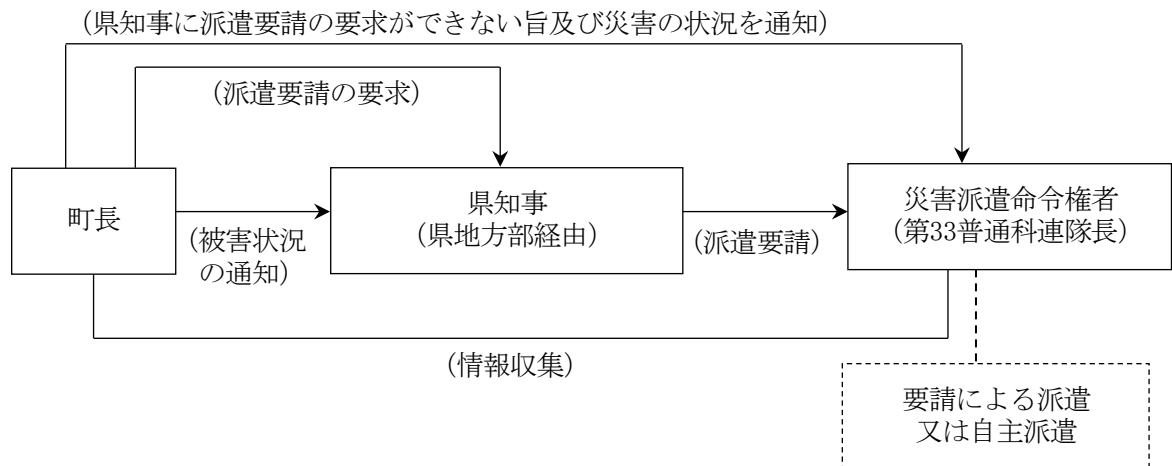 (県知事に派遣要請の要求ができない旨及び災害の状況を通知)
(派遣要請の要求)
町長
県知事
(県地方部経由)
災害派遣命令権者
(第33普通科連隊長)
(被害状況
の通知)
(派遣要請)
(情報収集)
要請による派遣
又は自主派遣